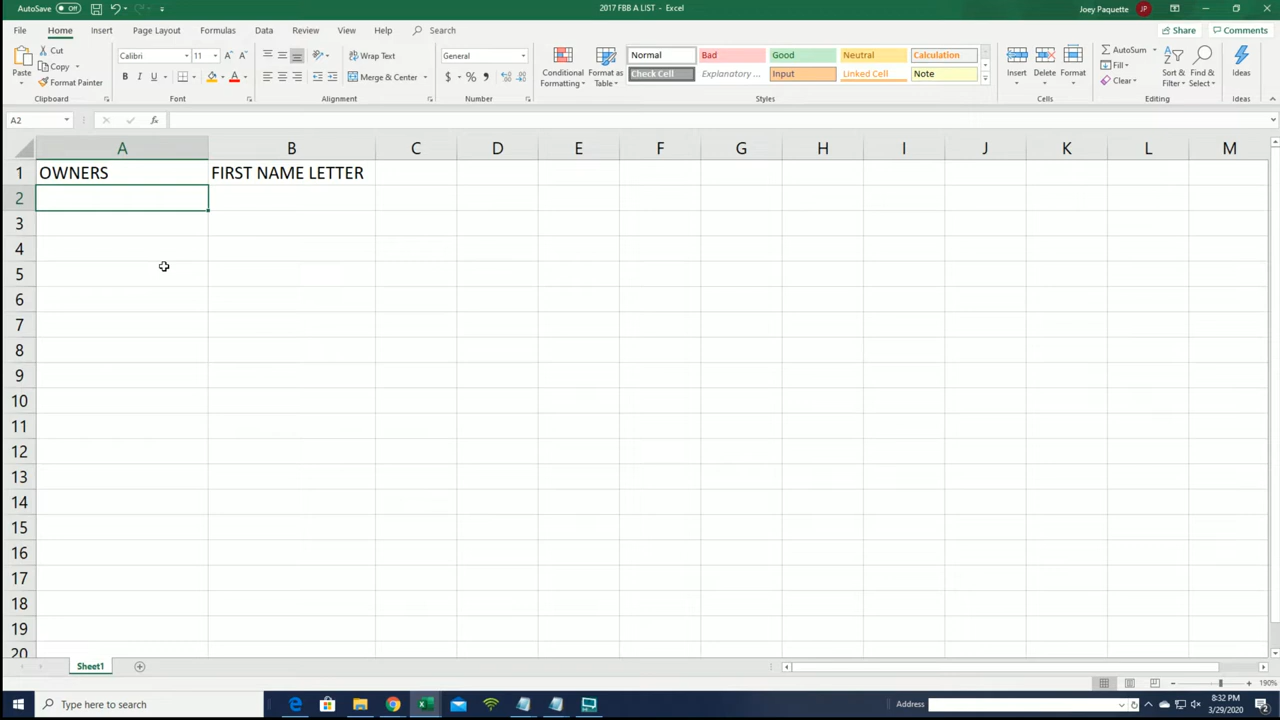 AutoSave Off
2017 FBB A LIST - Excel
Joey Paquette JP
File Home Insert Page Layout Formulas Data Review View Help Search
Share Comments
Paste Cut Copy Format Painter
Calibri 11
B I U A
Wrap Text
Merge & Center
General
$ % ,
Conditional Formatting
Format as Table
Normal Bad Good Neutral Calculation
Check Cell Explanatory ... Input Linked Cell Note
Insert Delete Format
AutoSum
Fill
Clear
Sort & Filter
Find & Select
Ideas
Clipboard Font Alignment Number Styles Cells Editing Ideas
A2 fx
A B C D E F G H I J K L M
1 OWNERS FIRST NAME LETTER
2
3
4
5
6
7
8
9
10
11
12
13
14
15
16
17
18
19
20
Sheet1
190%
Type here to search
Address
8:32 PM
3/29/2020
2